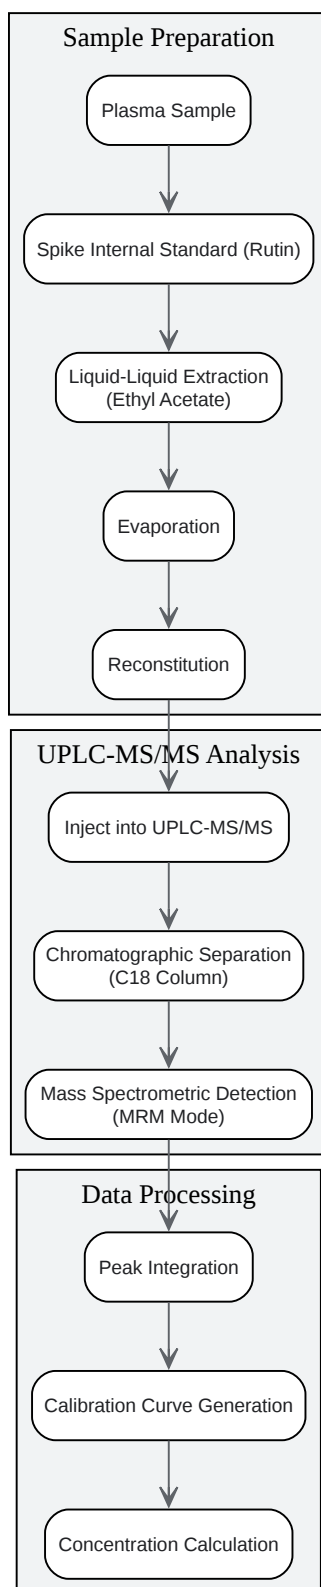 Sample Preparation
Plasma Sample
Spike Internal Standard (Rutin)
Liquid-Liquid Extraction
(Ethyl Acetate)
Evaporation
Reconstitution
UPLC-MS/MS Analysis
Inject into UPLC-MS/MS
Chromatographic Separation
(C18 Column)
Mass Spectrometric Detection
(MRM Mode)
Data Processing
Peak Integration
Calibration Curve Generation
Concentration Calculation